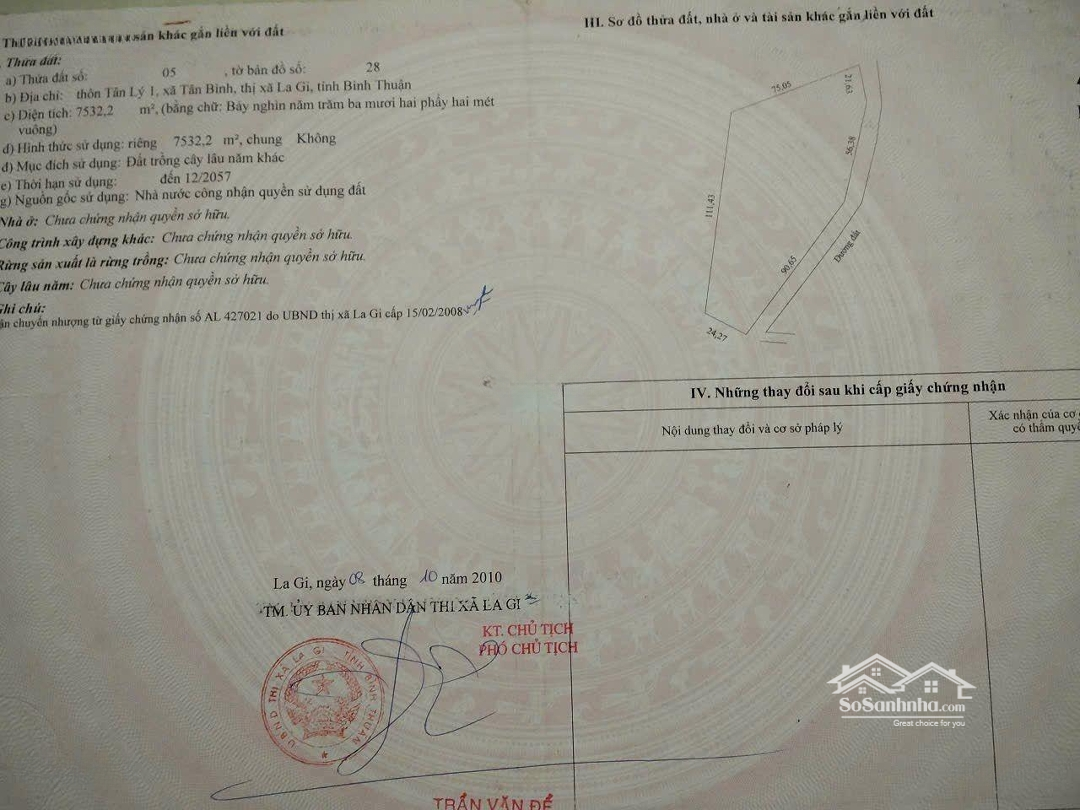 sản khác gắn liền với đất
Thửa đất:
a) Thửa đất số: 05 , tờ bản đồ số: 28
b) Địa chỉ: thôn Tân Lý 1, xã Tân Bình, thị xã La Gi, tỉnh Bình Thuận
c) Diện tích: 7532,2 m², (bằng chữ: Bảy nghìn năm trăm ba mươi hai phẩy hai mét
vuông)
d) Hình thức sử dụng: riêng 7532,2 m², chung Không
đ) Mục đích sử dụng: Đất trồng cây lâu năm khác
e) Thời hạn sử dụng: đến 12/2057
g) Nguồn gốc sử dụng: Nhà nước công nhận quyền sử dụng đất
Nhà ở: Chưa chứng nhận quyền sở hữu.
Công trình xây dựng khác: Chưa chứng nhận quyền sở hữu.
Rừng sản xuất là rừng trồng: Chưa chứng nhận quyền sở hữu.
Cây lâu năm: Chưa chứng nhận quyền sở hữu.
Ghi chú:
ận chuyển nhượng từ giấy chứng nhận số AL 427021 do UBND thị xã La Gi cấp 15/02/2008
La Gi, ngày 08 tháng 10 năm 2010
TM. ỦY BAN NHÂN DÂN THỊ XÃ LA GI
KT. CHỦ TỊCH
PHÓ CHỦ TỊCH
UBND THỊ XÃ LA GI TỈNH BÌNH THUẬN
TRẦN VĂN ĐỂ
III. Sơ đồ thửa đất, nhà ở và tài sản khác gắn liền với đất
75.05
21.63
56.38
111.43
90.65
Đường đất
24,27
IV. Những thay đổi sau khi cấp giấy chứng nhận
Nội dung thay đổi và cơ sở pháp lý
Xác nhận của cơ
có thẩm quyề
SoSanhnha.com
Great choice for you